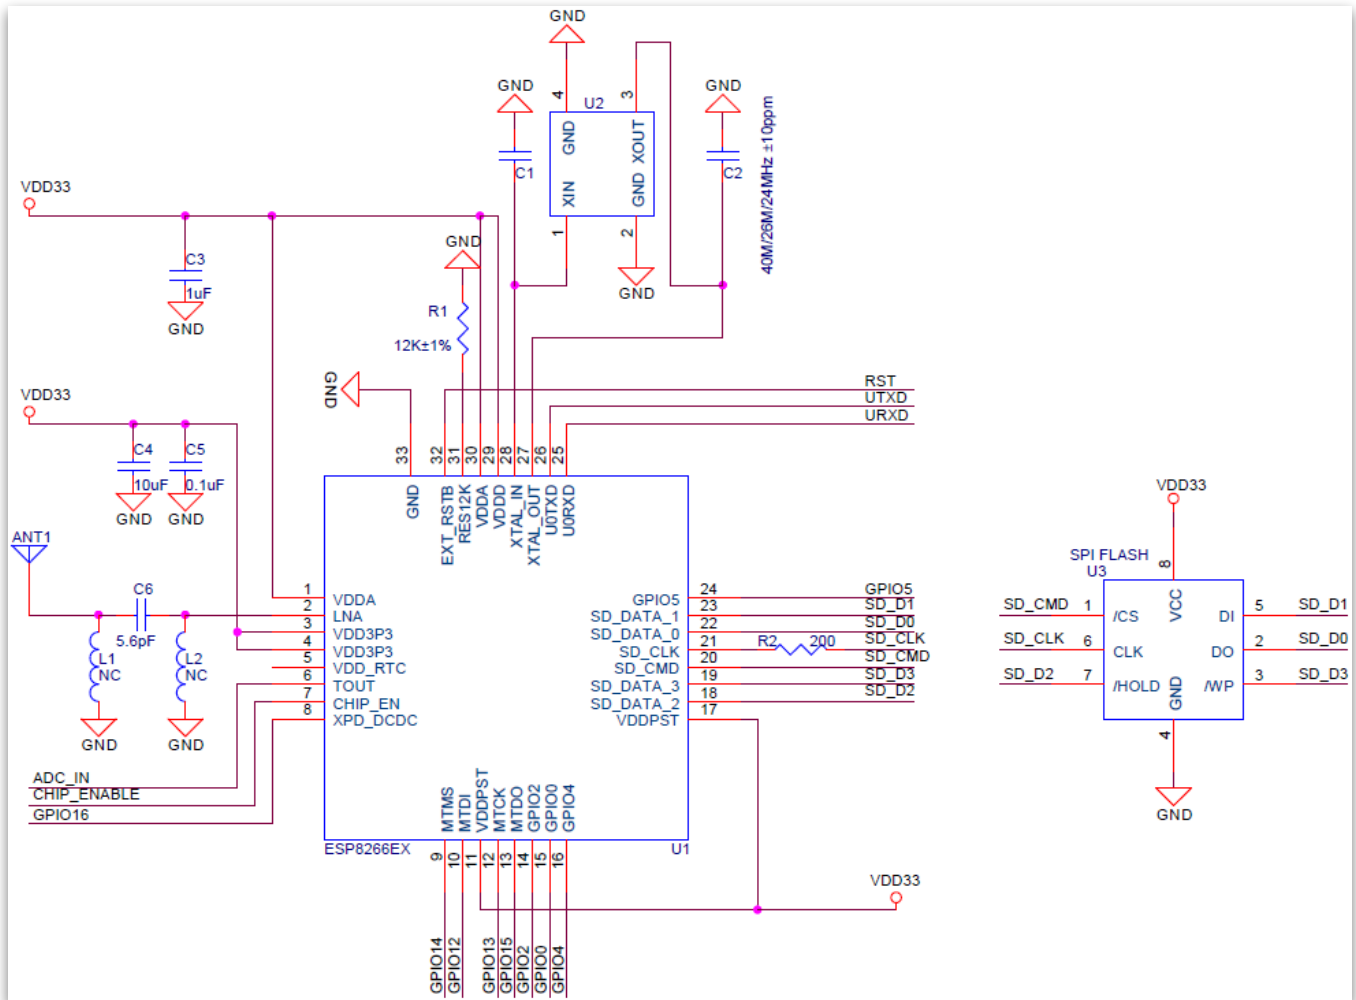 GND
GND
GND
4
U2
3
GND
XOUT
C1
XIN
GND
C2
1
2
40M/26M/24MHz ±10ppm
VDD33
GND
C3
1uF
GND
GND
R1
12K±1%
GND
VDD33
RST
UTXD
URXD
C4
10uF
GND
C5
0.1uF
GND
33
32
31
30
29
28
27
26
25
GND
EXT_RSTB
RES12K
VDDA
VDD
XTAL_IN
XTAL_OUT
U0TXD
U0RXD
ANT1
C6
5.6pF
L1
NC
L2
NC
GND
GND
1 VDDA
2 LNA
3 VDD3P3
4 VDD3P3
5 VDD_RTC
6 TOUT
7 CHIP_EN
8 XPD_DCDC
GPIO5 24 GPIO5
SD_DATA_1 23 SD_D1
SD_DATA_0 22 SD_D0
SD_CLK 21 R2 200 SD_CLK
SD_CMD 20 SD_CMD
SD_DATA_3 19 SD_D3
SD_DATA_2 18 SD_D2
VDDPST 17
ADC_IN
CHIP_ENABLE
GPIO16
MTMS
MTDI
VDDPST
MTCK
MTDO
GPIO2
GPIO0
GPIO4
ESP8266EX
U1
9
10
11
12
13
14
15
16
GPIO14
GPIO12
GPIO13
GPIO15
GPIO2
GPIO0
GPIO4
VDD33
VDD33
SPI FLASH
U3
8
VCC
SD_CMD 1 /CS
SD_CLK 6 CLK
SD_D2 7 /HOLD
DI 5 SD_D1
DO 2 SD_D0
/WP 3 SD_D3
GND
4
GND